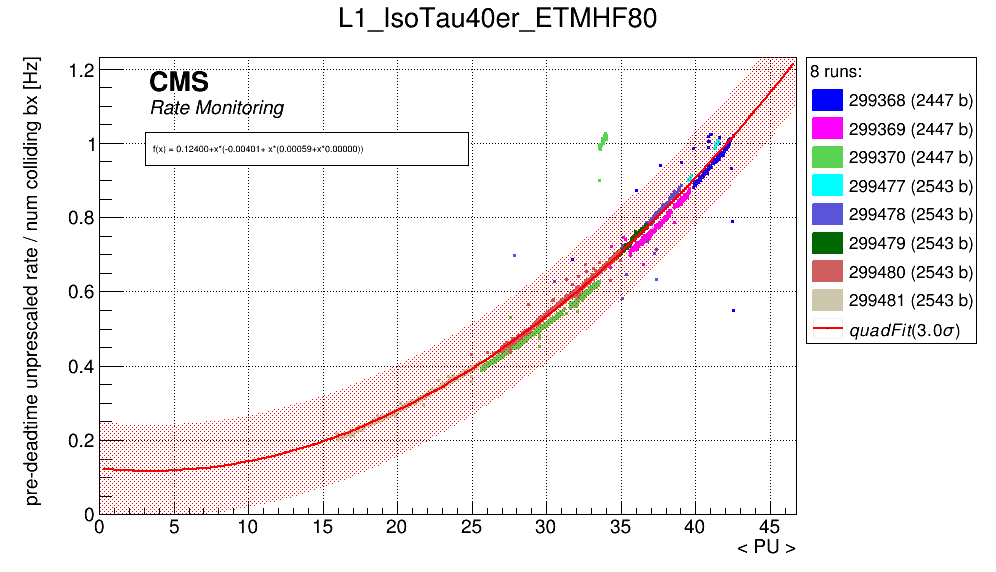 L1_IsoTau40er_ETMHF80
pre-deadtime unprescaled rate / num colliding bx [Hz]
CMS
Rate Monitoring
f(x) = 0.12400+x*(-0.00401+ x*(0.00059+x*0.00000))
1.2
1
0.8
0.6
0.4
0.2
0
0 5 10 15 20 25 30 35 40 45
< PU >
8 runs:
299368 (2447 b)
299369 (2447 b)
299370 (2447 b)
299477 (2543 b)
299478 (2543 b)
299479 (2543 b)
299480 (2543 b)
299481 (2543 b)
quadFit(3.0σ)